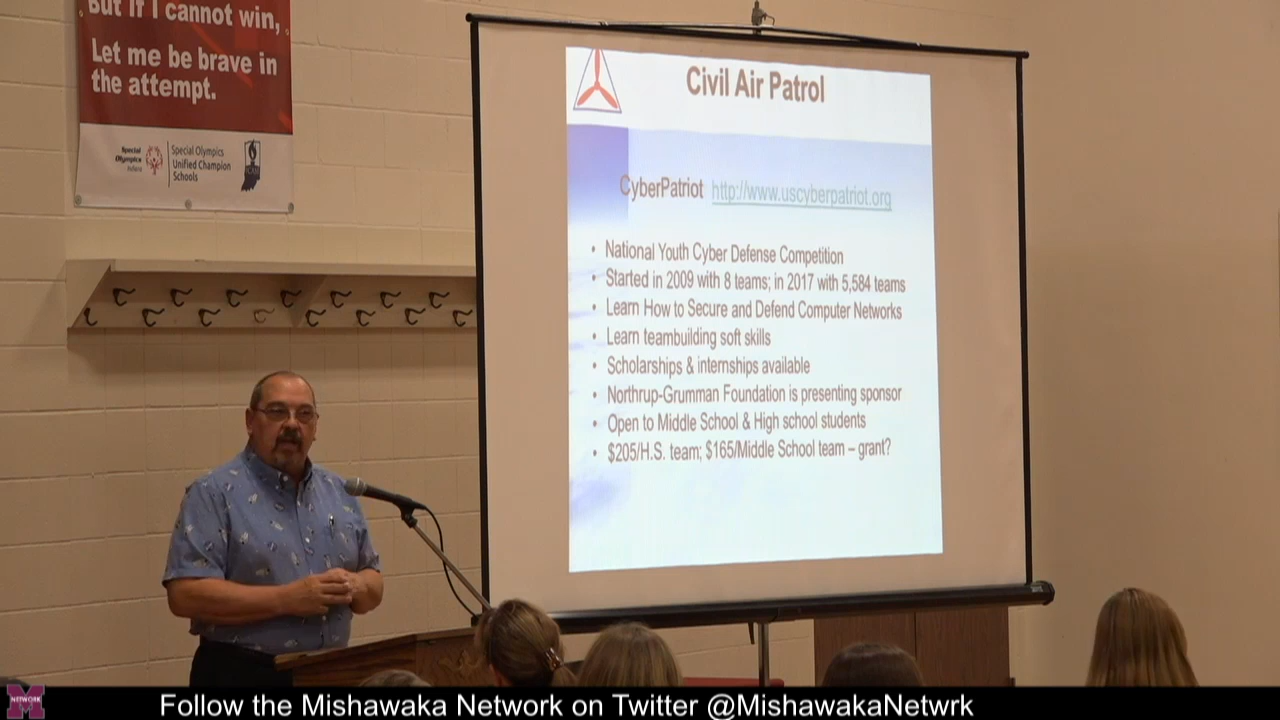 But if I cannot win,
Let me be brave in
the attempt.
Special
Olympics
Indiana
Special Olympics
Unified Champion
Schools
Civil Air Patrol
CyberPatriot http://www.uscyberpatriot.org
• National Youth Cyber Defense Competition
• Started in 2009 with 8 teams; in 2017 with 5,584 teams
• Learn How to Secure and Defend Computer Networks
• Learn teambuilding soft skills
• Scholarships & internships available
• Northrup-Grumman Foundation is presenting sponsor
• Open to Middle School & High school students
• $205/H.S. team; $165/Middle School team – grant?
NETWORK
Follow the Mishawaka Network on Twitter @MishawakaNetwrk